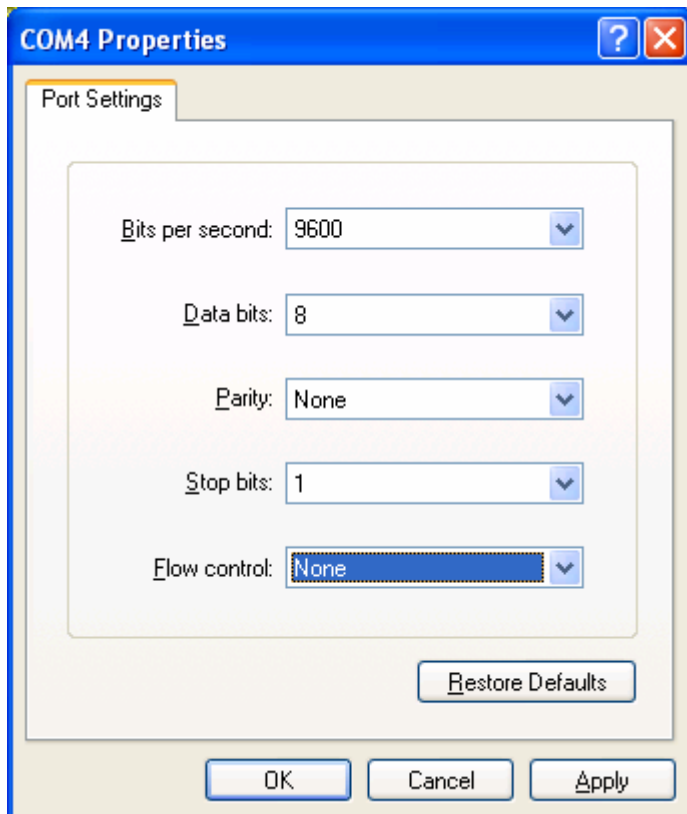 COM4 Properties
Port Settings
Bits per second: 9600
Data bits: 8
Parity: None
Stop bits: 1
Flow control: None
Restore Defaults
OK Cancel Apply